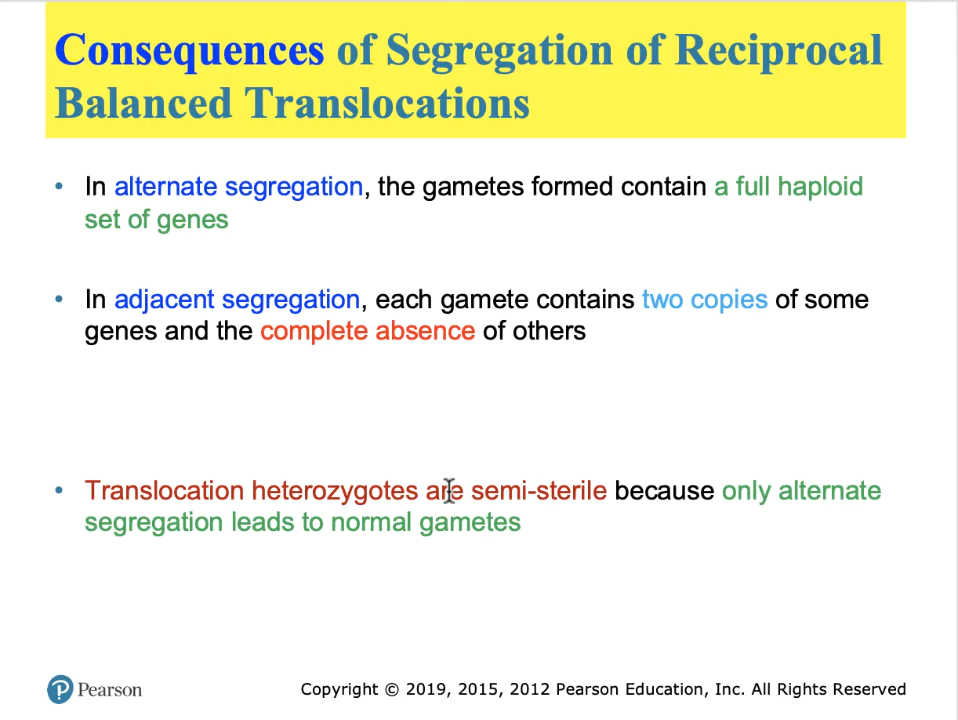 Consequences of Segregation of Reciprocal
Balanced Translocations
• In alternate segregation, the gametes formed contain a full haploid
set of genes
• In adjacent segregation, each gamete contains two copies of some
genes and the complete absence of others
• Translocation heterozygotes are semi-sterile because only alternate
segregation leads to normal gametes
P Pearson
Copyright © 2019, 2015, 2012 Pearson Education, Inc. All Rights Reserved